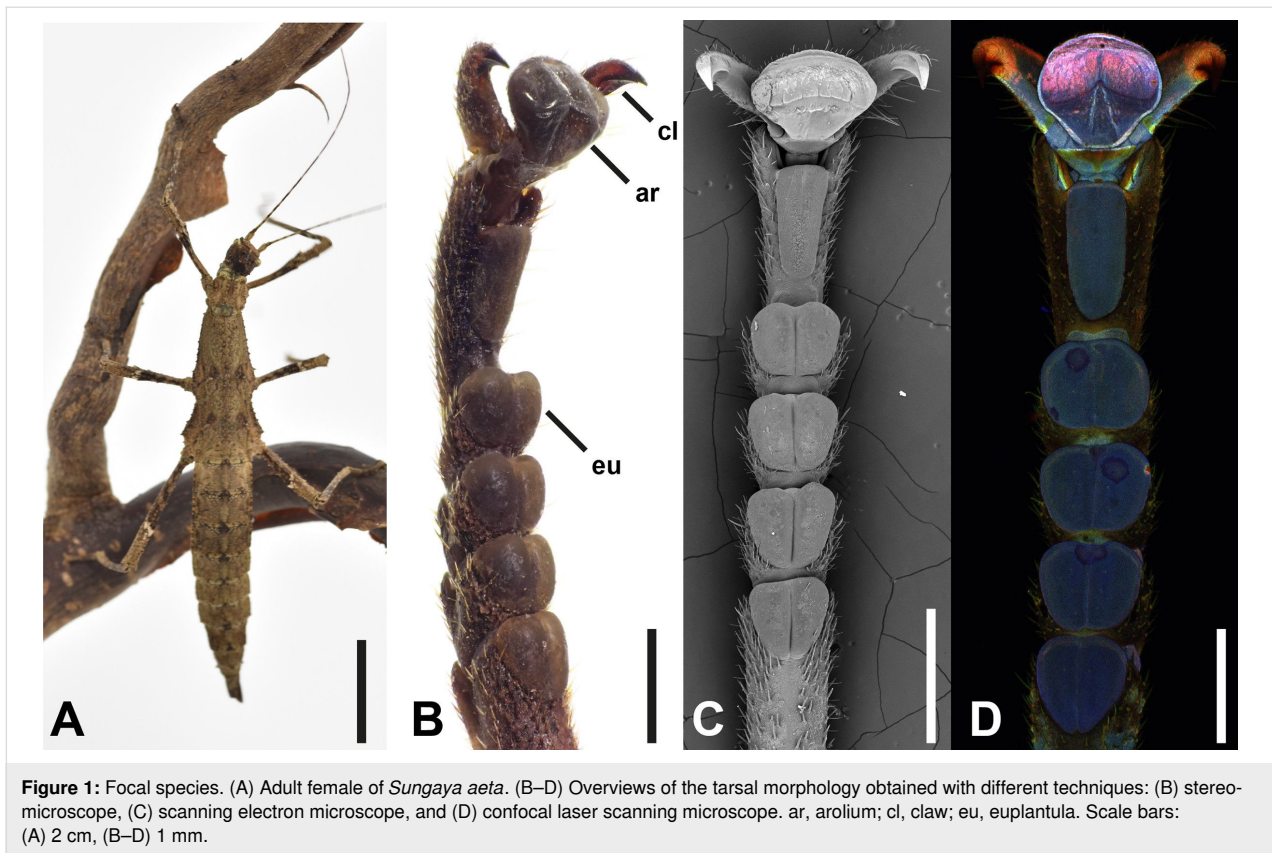 cl
ar
eu
A
B
C
D
Figure 1: Focal species. (A) Adult female of Sungaya aeta. (B–D) Overviews of the tarsal morphology obtained with different techniques: (B) stereo-
microscope, (C) scanning electron microscope, and (D) confocal laser scanning microscope. ar, arolium; cl, claw; eu, euplantula. Scale bars:
(A) 2 cm, (B–D) 1 mm.